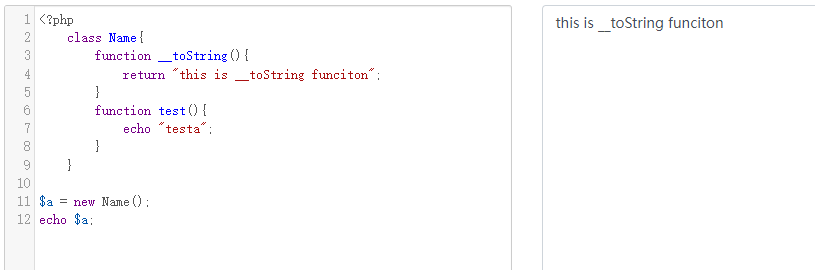 1 <?php
2 class Name{
3 function __toString(){
4 return "this is __toString funciton";
5 }
6 function test(){
7 echo "testa";
8 }
9 }
10
11 $a = new Name();
12 echo $a;
this is __toString funciton